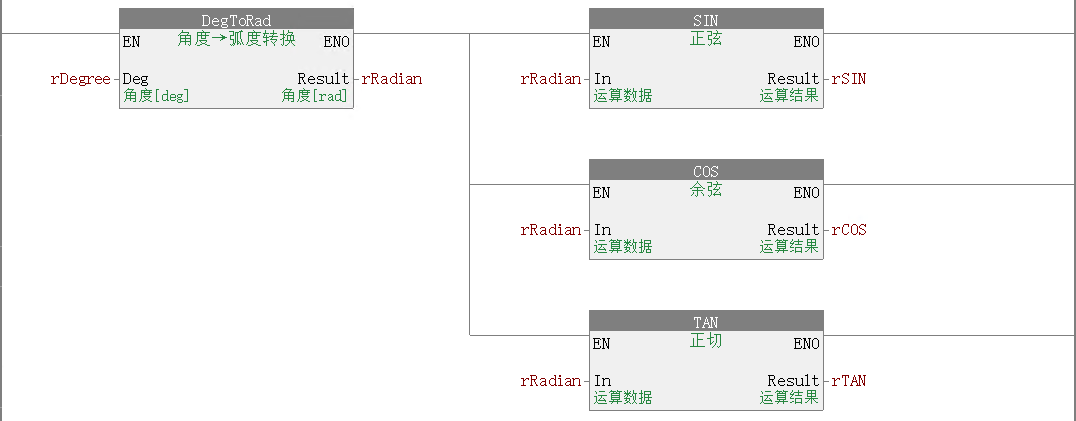 DegToRad
EN 角度→弧度转换 ENO
rDegree Deg Result rRadian
角度[deg] 角度[rad]
SIN
EN 正弦 ENO
rRadian In Result rSIN
运算数据 运算结果
COS
EN 余弦 ENO
rRadian In Result rCOS
运算数据 运算结果
TAN
EN 正切 ENO
rRadian In Result rTAN
运算数据 运算结果